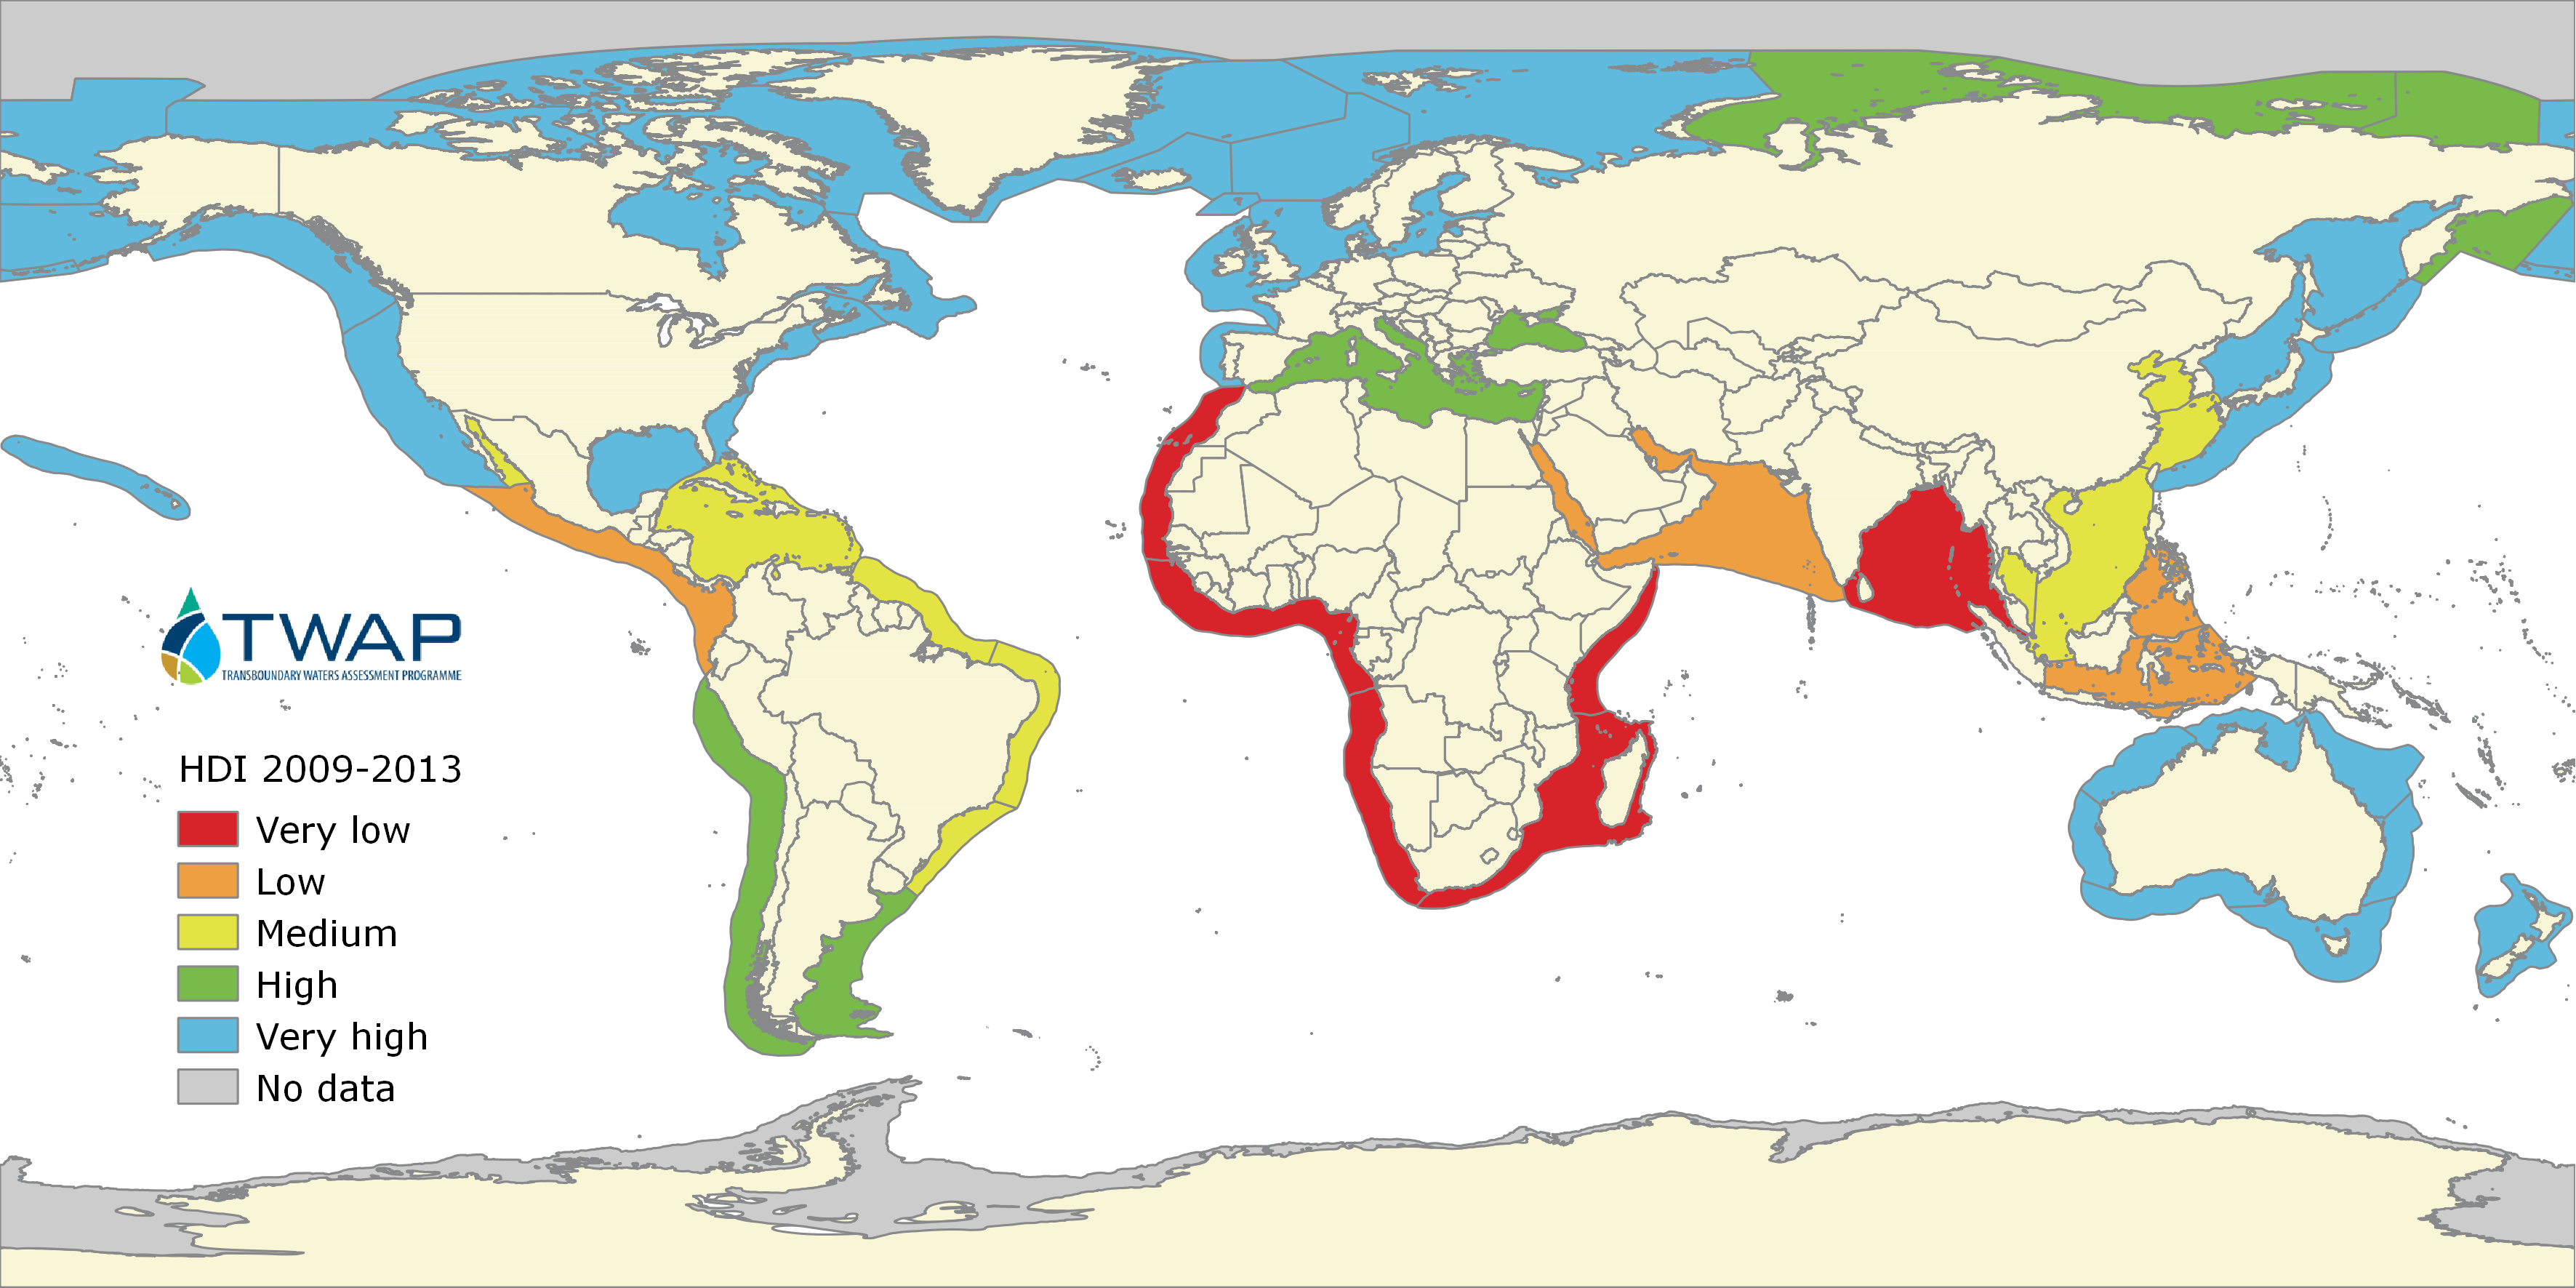 TWAP
TRANSBOUNDARY WATERS ASSESSMENT PROGRAMME
HDI 2009-2013
Very low
Low
Medium
High
Very high
No data